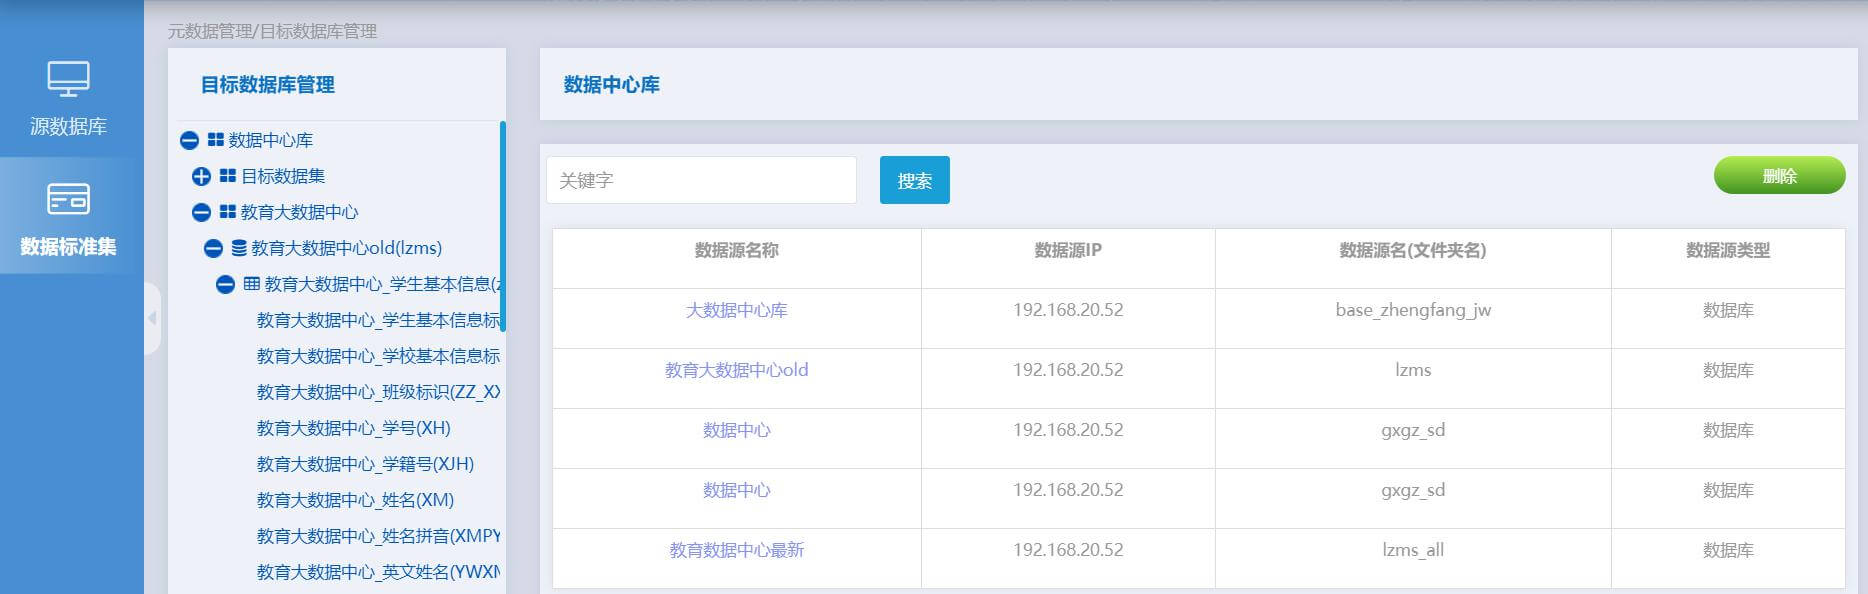 元数据管理/目标数据库管理
源数据库
数据标准集
目标数据库管理
数据中心库
目标数据集
教育大数据中心
教育大数据中心old(lzms)
教育大数据中心_学生基本信息(z
教育大数据中心_学生基本信息标
教育大数据中心_学校基本信息标
教育大数据中心_班级标识(ZZ_XX
教育大数据中心_学号(XH)
教育大数据中心_学籍号(XJH)
教育大数据中心_姓名(XM)
教育大数据中心_姓名拼音(XMPY
教育大数据中心_英文姓名(YWXM
数据中心库
关键字 搜索 删除
数据源名称 数据源IP 数据源名(文件夹名) 数据源类型
大数据中心库 192.168.20.52 base_zhengfang_jw 数据库
教育大数据中心old 192.168.20.52 lzms 数据库
数据中心 192.168.20.52 gxgz_sd 数据库
数据中心 192.168.20.52 gxgz_sd 数据库
教育数据中心最新 192.168.20.52 lzms_all 数据库